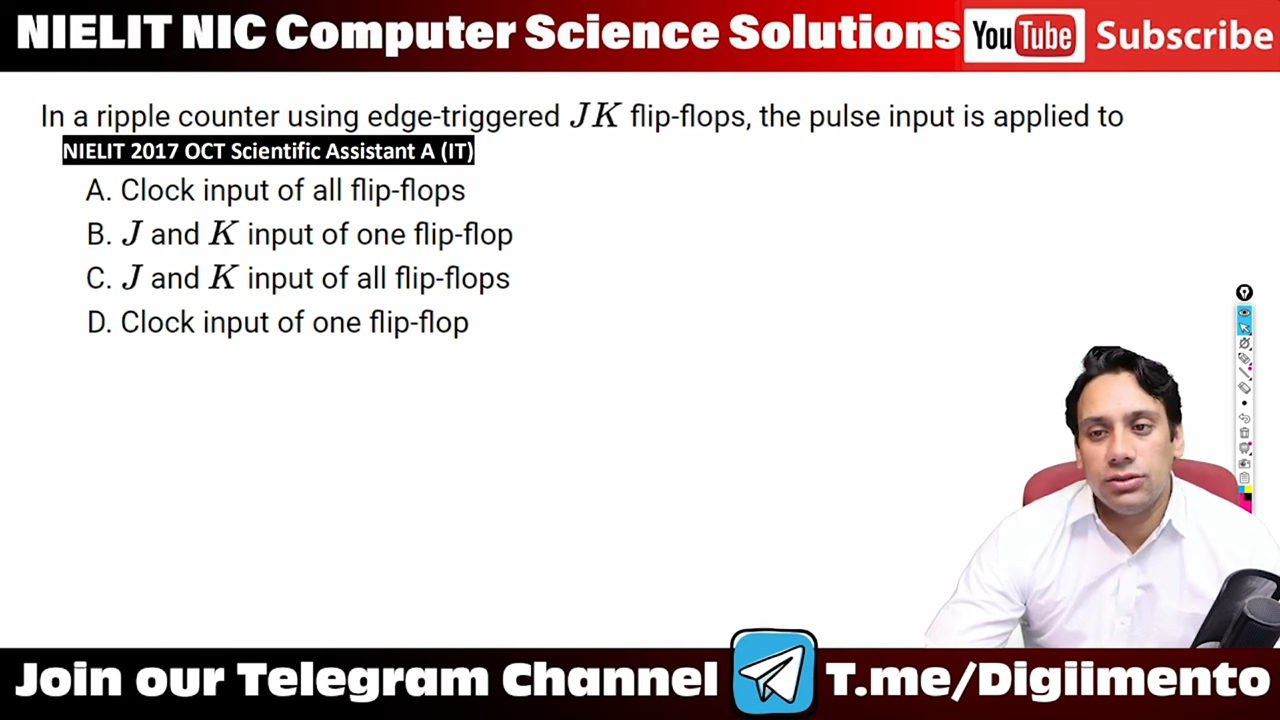 NIELIT NIC Computer Science Solutions YouTube Subscribe
In a ripple counter using edge-triggered JK flip-flops, the pulse input is applied to
NIELIT 2017 OCT Scientific Assistant A (IT)
A. Clock input of all flip-flops
B. J and K input of one flip-flop
C. J and K input of all flip-flops
D. Clock input of one flip-flop
Join our Telegram Channel T.me/Digiimento